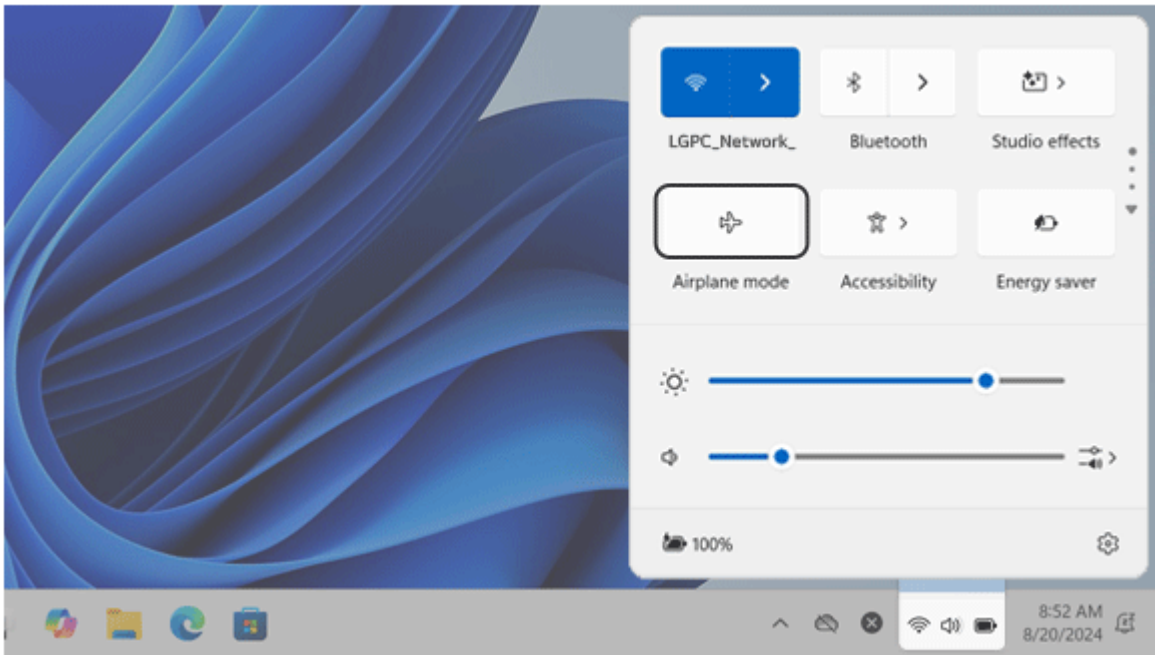 LGPC_Network_
Bluetooth
Studio effects
Airplane mode
Accessibility
Energy saver
100%
8:52 AM
8/20/2024